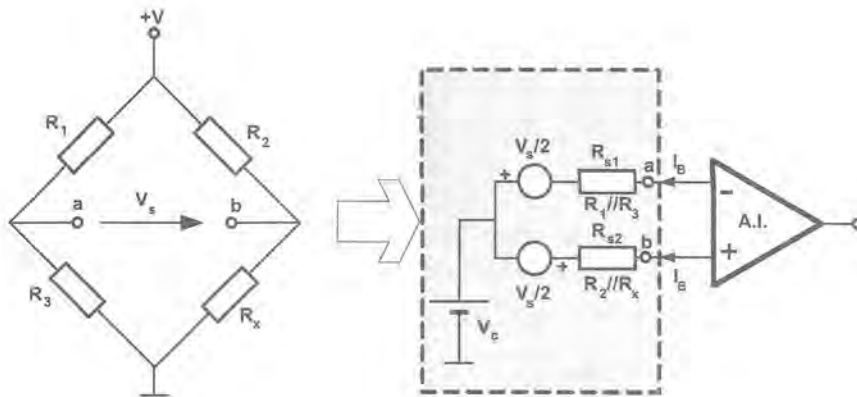 +V
R1
R2
a
Vs
b
R3
Rx
Vs/2
Rs1
a
IB
R1//R3
Rs2
b
Vs/2
R2//Rx
IB
Vc
-
A.I.
+
+
+